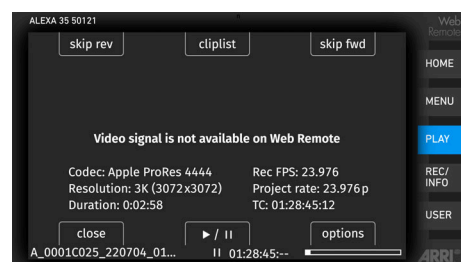 ALEXA 35 50121
Web
Remote
skip rev cliplist skip fwd
HOME
MENU
Video signal is not available on Web Remote
PLAY
Codec: Apple ProRes 4444 Rec FPS: 23.976
Resolution: 3K (3072x3072) Project rate: 23.976p
Duration: 0:02:58 TC: 01:28:45:12
REC/
INFO
USER
close ▶ / II options
A_0001C025_220704_01... II 01:28:45:--
ARRI